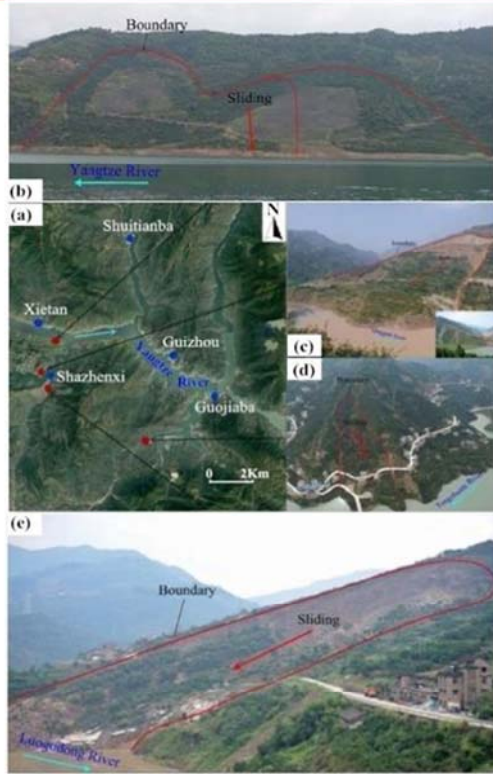 Boundary
Sliding
Yangtze River
(b)
(a)
N
Shuitianba
Xietan
Guizhou
Yangtze
River
Shazhenxi
Guojiaba
0 2Km
(c)
(d)
(e)
Boundary
Sliding
Luogudong River